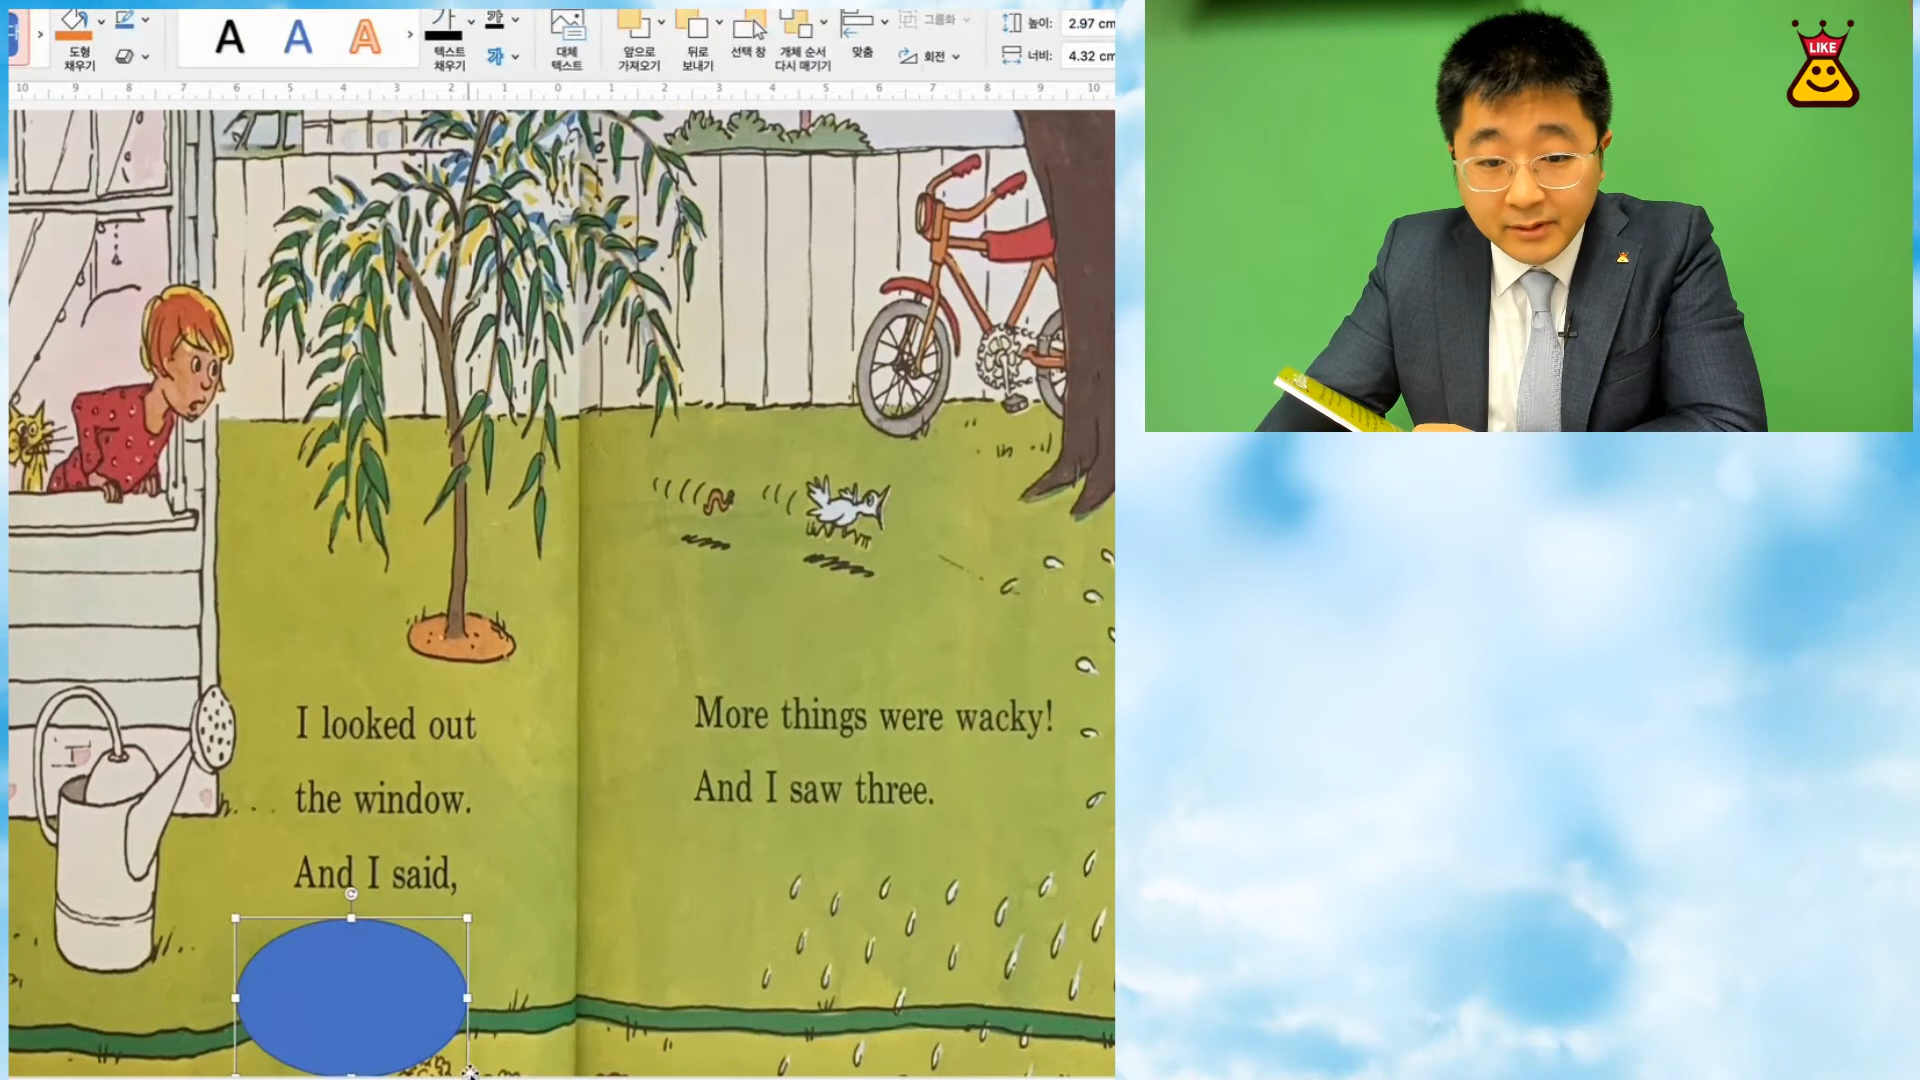 도형
채우기
A A A
가 가
텍스트
채우기
가
대체
텍스트
앞으로
가져오기
뒤로
보내기
선택 창
개체 순서
다시 매기기
맞춤
그룹화
회전
높이: 2.97 cm
너비: 4.32 cm
10 9 8 7 6 5 4 3 2 1 0 1 2 3 4 5 6 7 8 9 10
LIKE
I looked out
the window.
And I said,
More things were wacky!
And I saw three.